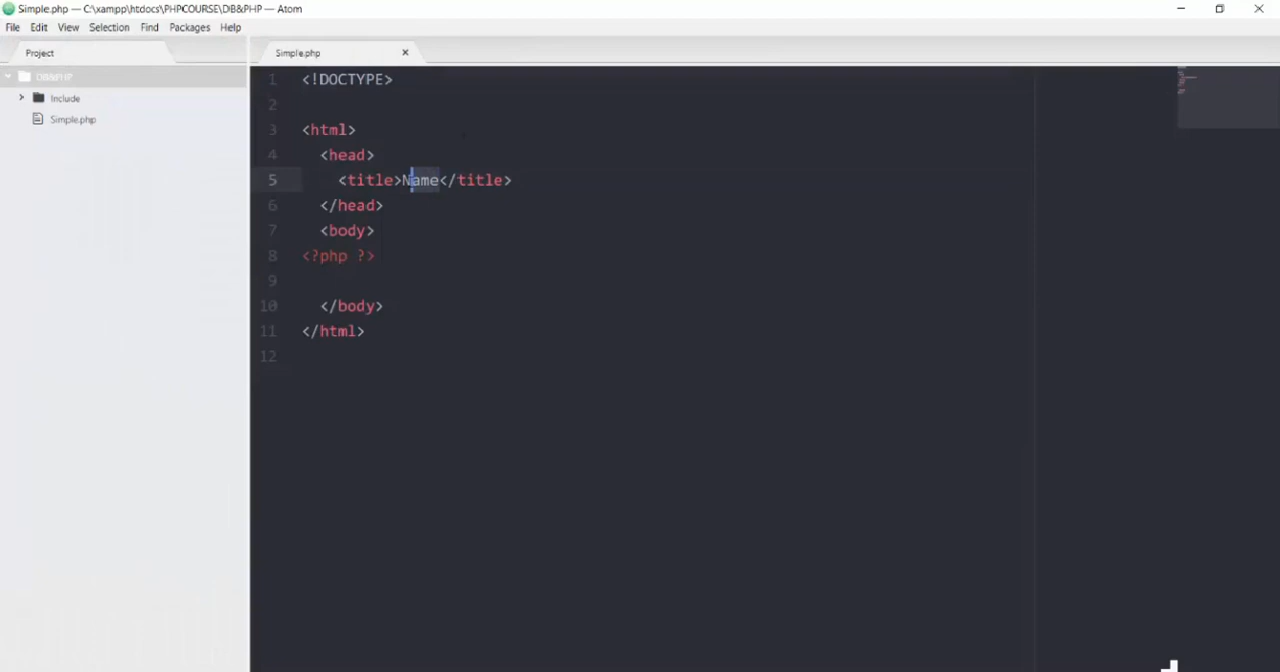 Simple.php — C:\xampp\htdocs\PHPCOURSE\DB&PHP — Atom
File Edit View Selection Find Packages Help
Project
Simple.php
DB&PHP
Include
Simple.php
1 <!DOCTYPE>
2
3 <html>
4 <head>
5 <title>Name</title>
6 </head>
7 <body>
8 <?php ?>
9
10 </body>
11 </html>
12